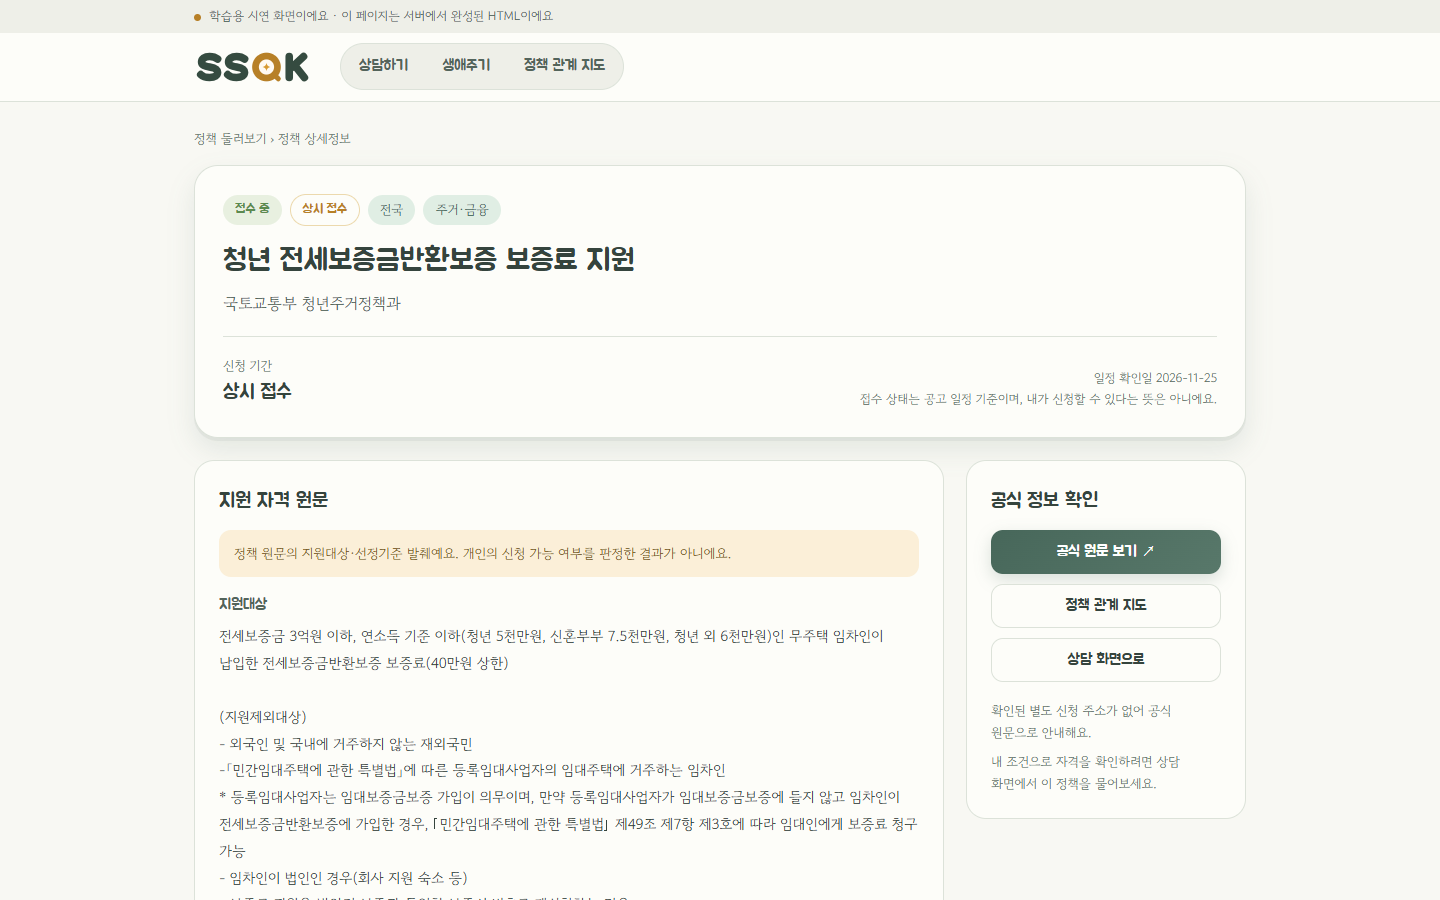 학습용 시연 화면이에요 · 이 페이지는 서버에서 완성된 HTML이에요
SSOK
상담하기
생애주기
정책 관계 지도
정책 둘러보기 › 정책 상세정보
접수 중
상시 접수
전국
주거·금융
청년 전세보증금반환보증 보증료 지원
국토교통부 청년주거정책과
신청 기간
상시 접수
일정 확인일 2026-11-25
접수 상태는 공고 일정 기준이며, 내가 신청할 수 있다는 뜻은 아니에요.
지원 자격 원문
정책 원문의 지원대상·선정기준 발췌예요. 개인의 신청 가능 여부를 판정한 결과가 아니에요.
지원대상
전세보증금 3억원 이하, 연소득 기준 이하(청년 5천만원, 신혼부부 7.5천만원, 청년 외 6천만원)인 무주택 임차인이
납입한 전세보증금반환보증 보증료(40만원 상한)
(지원제외대상)
- 외국인 및 국내에 거주하지 않는 재외국민
-「민간임대주택에 관한 특별법」에 따른 등록임대사업자의 임대주택에 거주하는 임차인
* 등록임대사업자는 임대보증금보증 가입이 의무이며, 만약 등록임대사업자가 임대보증금보증에 들지 않고 임차인이
전세보증금반환보증에 가입한 경우, 「민간임대주택에 관한 특별법」 제49조 제7항 제3호에 따라 임대인에게 보증료 청구
가능
- 임차인이 법인인 경우(회사 지원 숙소 등)
공식 정보 확인
공식 원문 보기 ↗
정책 관계 지도
상담 화면으로
확인된 별도 신청 주소가 없어 공식
원문으로 안내해요.
내 조건으로 자격을 확인하려면 상담
화면에서 이 정책을 물어보세요.